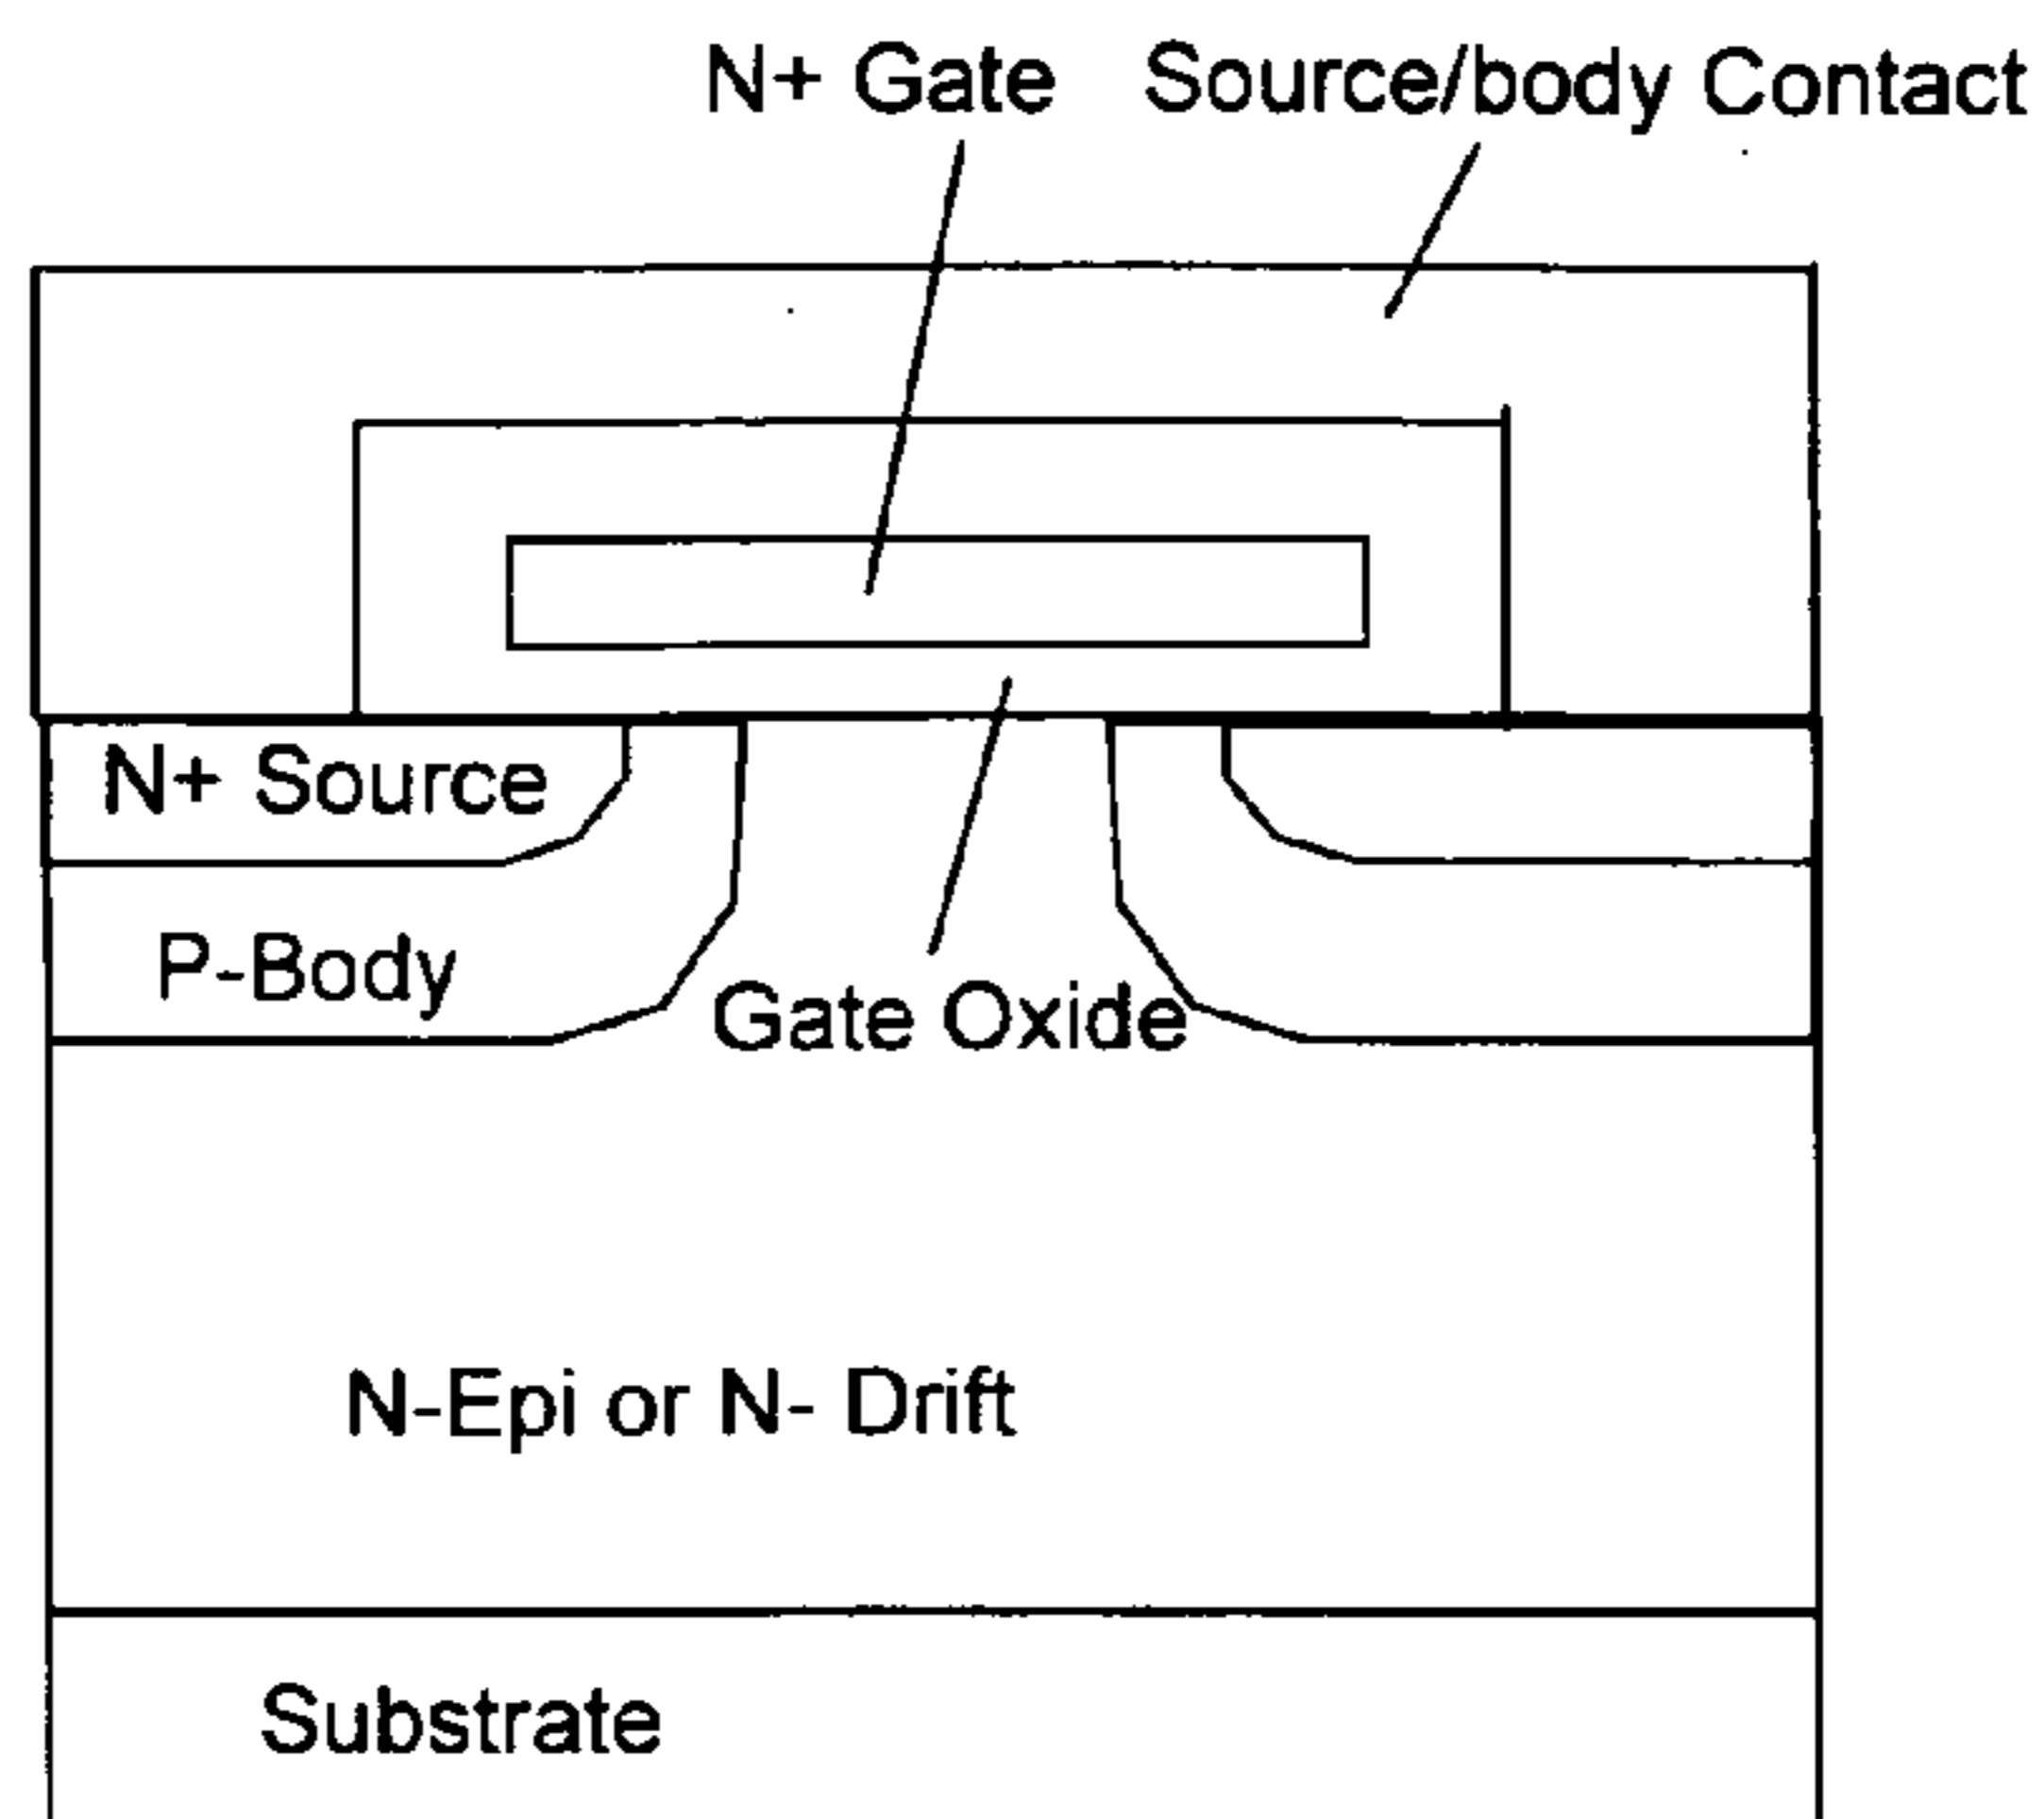 N+ Gate
Source/body Contact
N+ Source
P-Body
Gate Oxide
N-Epi or N- Drift
Substrate